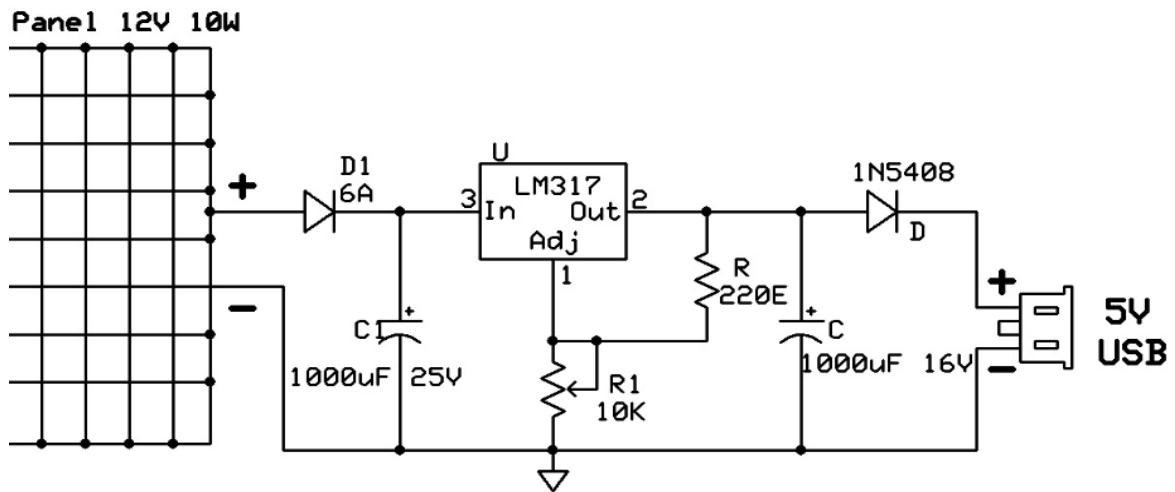 Panel 12V 10W
+
-
D1
6A
U
LM317
3
In
Out
2
Adj
1
C1
+
1000uF 25V
R1
10K
R
220E
+
C
1000uF 16V
1N5408
D
+
-
5V
USB